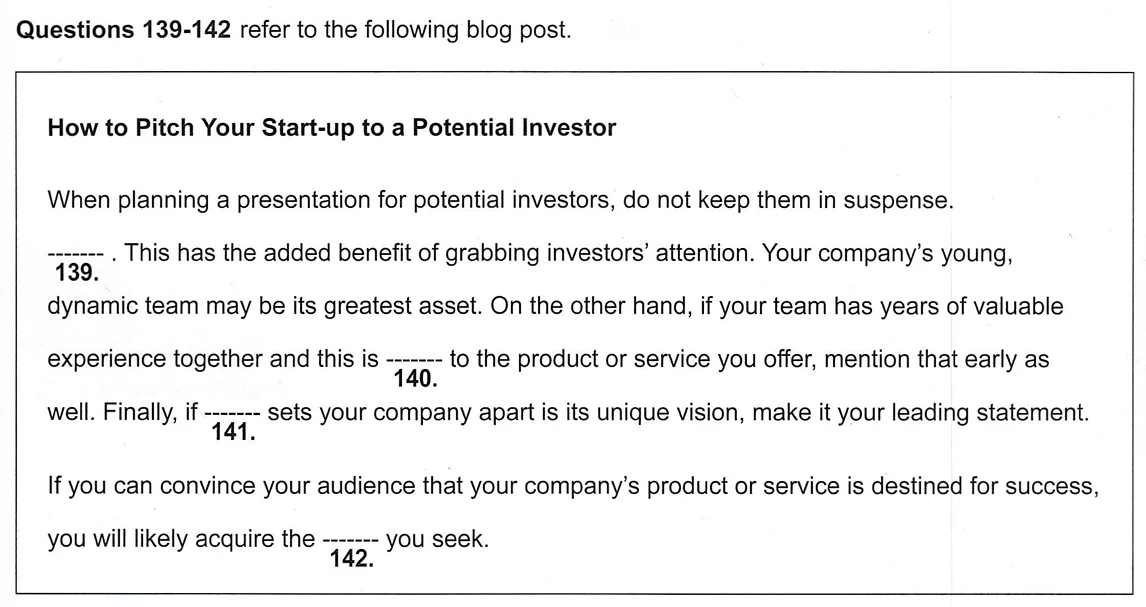 Questions 139-142 refer to the following blog post.
How to Pitch Your Start-up to a Potential Investor
When planning a presentation for potential investors, do not keep them in suspense.
------- . This has the added benefit of grabbing investors’ attention. Your company’s young,
139.
dynamic team may be its greatest asset. On the other hand, if your team has years of valuable
experience together and this is ------- to the product or service you offer, mention that early as
140.
well. Finally, if ------- sets your company apart is its unique vision, make it your leading statement.
141.
If you can convince your audience that your company’s product or service is destined for success,
you will likely acquire the ------- you seek.
142.